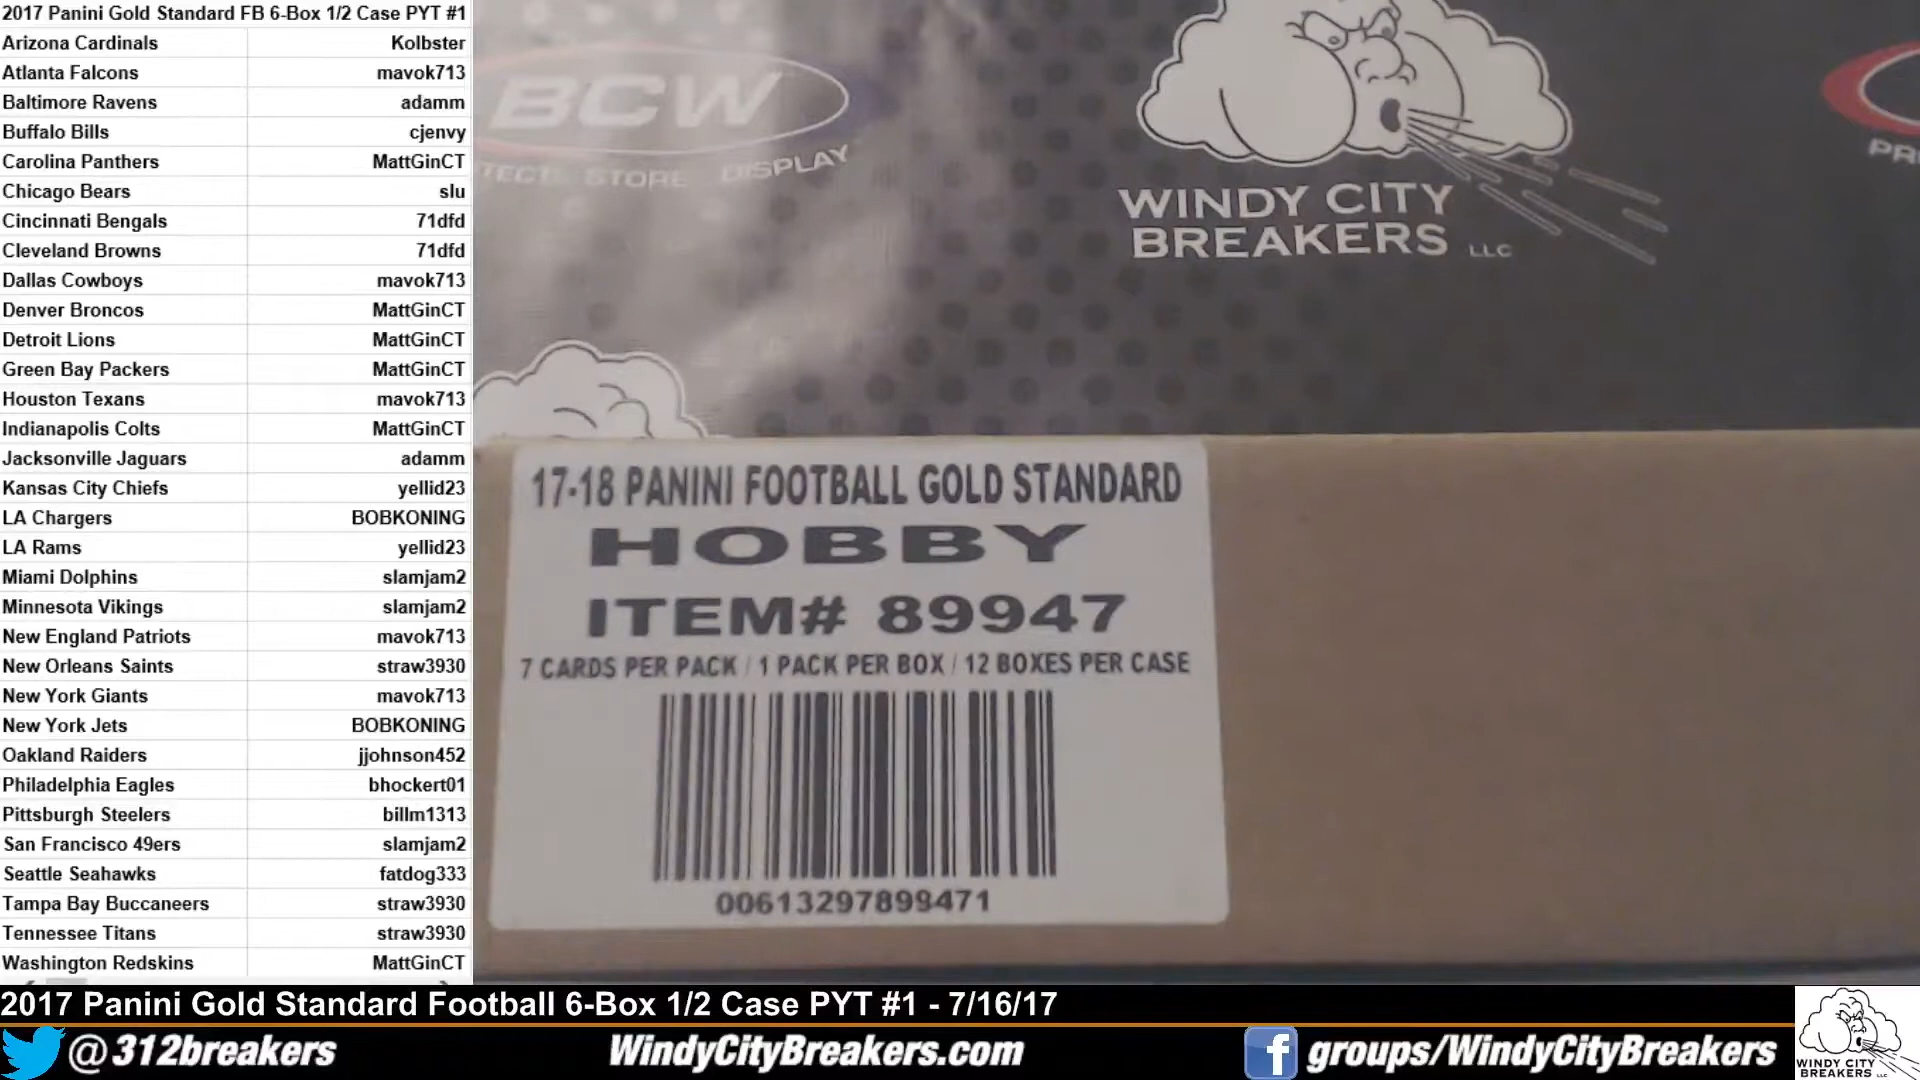 2017 Panini Gold Standard FB 6-Box 1/2 Case PYT #1
Arizona Cardinals Kolbster
Atlanta Falcons mavok713
Baltimore Ravens adamm
Buffalo Bills cjenvy
Carolina Panthers MattGinCT
Chicago Bears slu
Cincinnati Bengals 71dfd
Cleveland Browns 71dfd
Dallas Cowboys mavok713
Denver Broncos MattGinCT
Detroit Lions MattGinCT
Green Bay Packers MattGinCT
Houston Texans mavok713
Indianapolis Colts MattGinCT
Jacksonville Jaguars adamm
Kansas City Chiefs yellid23
LA Chargers BOBKONING
LA Rams yellid23
Miami Dolphins slamjam2
Minnesota Vikings slamjam2
New England Patriots mavok713
New Orleans Saints straw3930
New York Giants mavok713
New York Jets BOBKONING
Oakland Raiders jjohnson452
Philadelphia Eagles bhockert01
Pittsburgh Steelers billm1313
San Francisco 49ers slamjam2
Seattle Seahawks fatdog333
Tampa Bay Buccaneers straw3930
Tennessee Titans straw3930
Washington Redskins MattGinCT
BCW
TECT STORE DISPLAY
WINDY CITY
BREAKERS LLC
PR
17-18 PANINI FOOTBALL GOLD STANDARD
HOBBY
ITEM# 89947
7 CARDS PER PACK / 1 PACK PER BOX / 12 BOXES PER CASE
00613297899471
2017 Panini Gold Standard Football 6-Box 1/2 Case PYT #1 - 7/16/17
@312breakers
WindyCityBreakers.com
groups/WindyCityBreakers
WINDY CITY
BREAKERS LLC